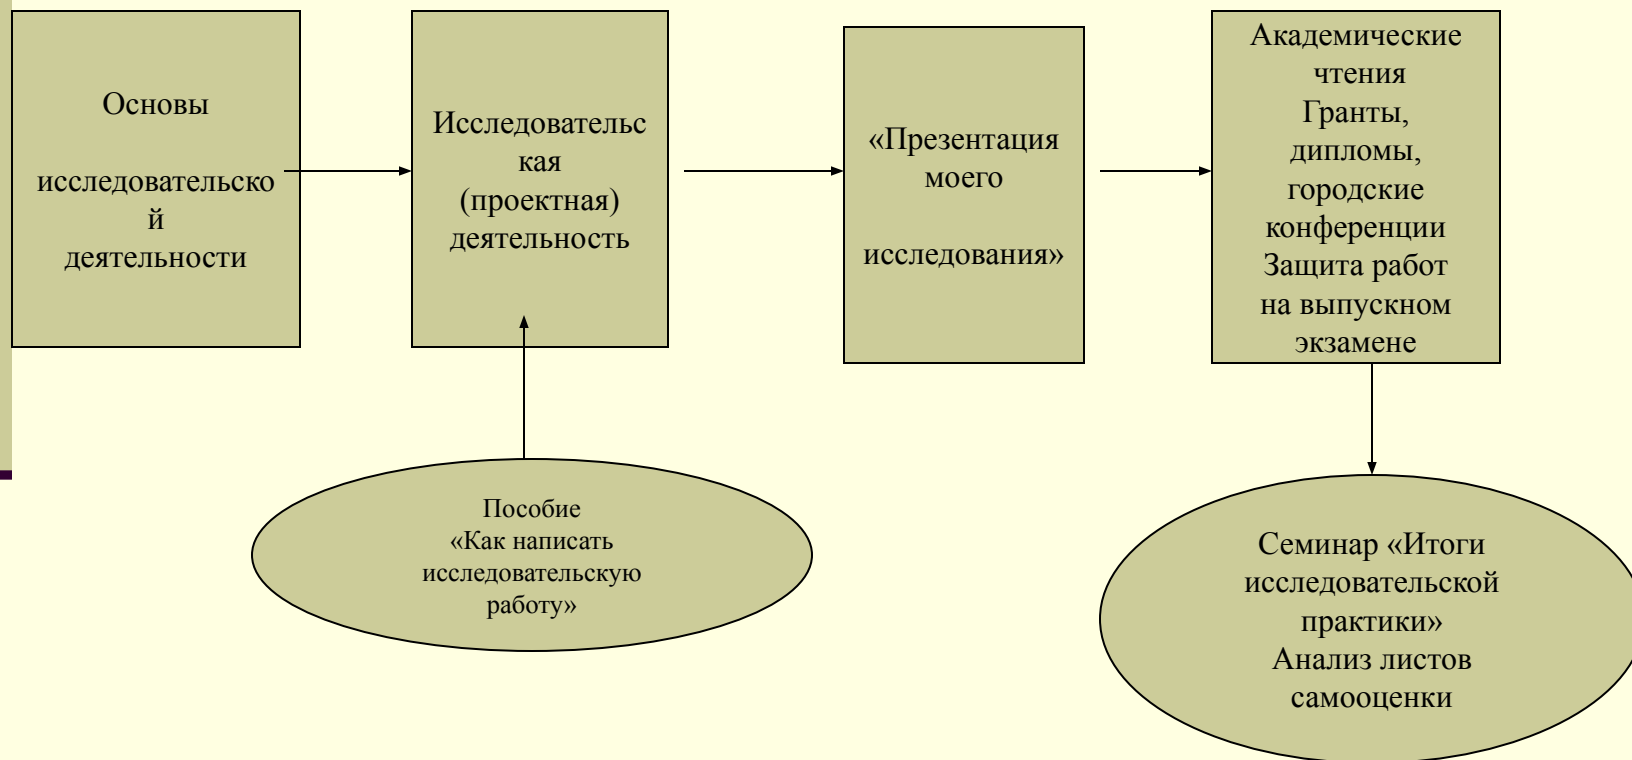 Основы
исследовательско
й
деятельности
Исследовательс
кая
(проектная)
деятельность
«Презентация
моего
исследования»
Академические
чтения
Гранты,
дипломы,
городские
конференции
Защита работ
на выпускном
экзамене
Пособие
«Как написать
исследовательскую
работу»
Семинар «Итоги
исследовательской
практики»
Анализ листов
самооценки